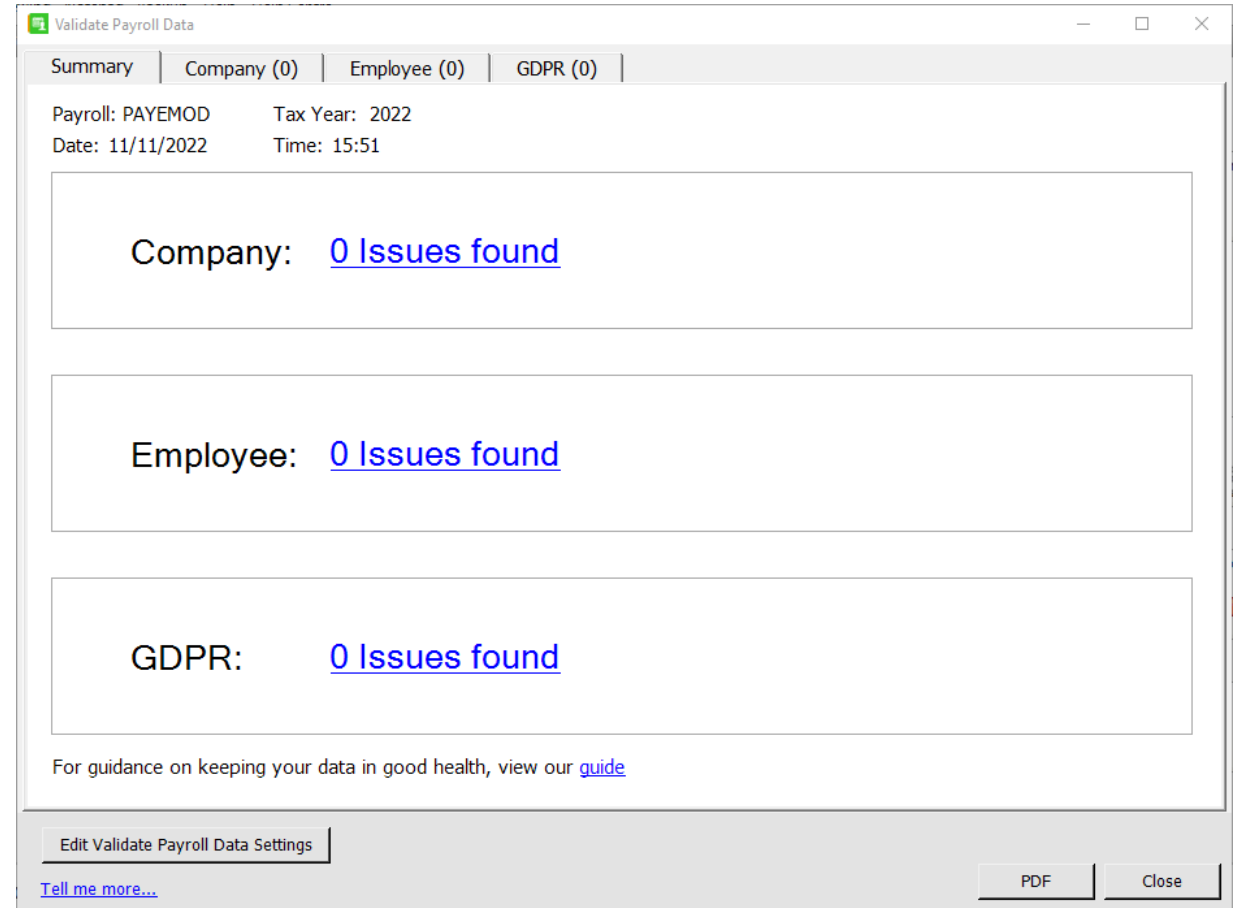 Validate Payroll Data
Summary Company (0) Employee (0) GDPR (0)
Payroll: PAYEMOD Tax Year: 2022
Date: 11/11/2022 Time: 15:51
Company: 0 Issues found
Employee: 0 Issues found
GDPR: 0 Issues found
For guidance on keeping your data in good health, view our guide
Edit Validate Payroll Data Settings
Tell me more...
PDF Close